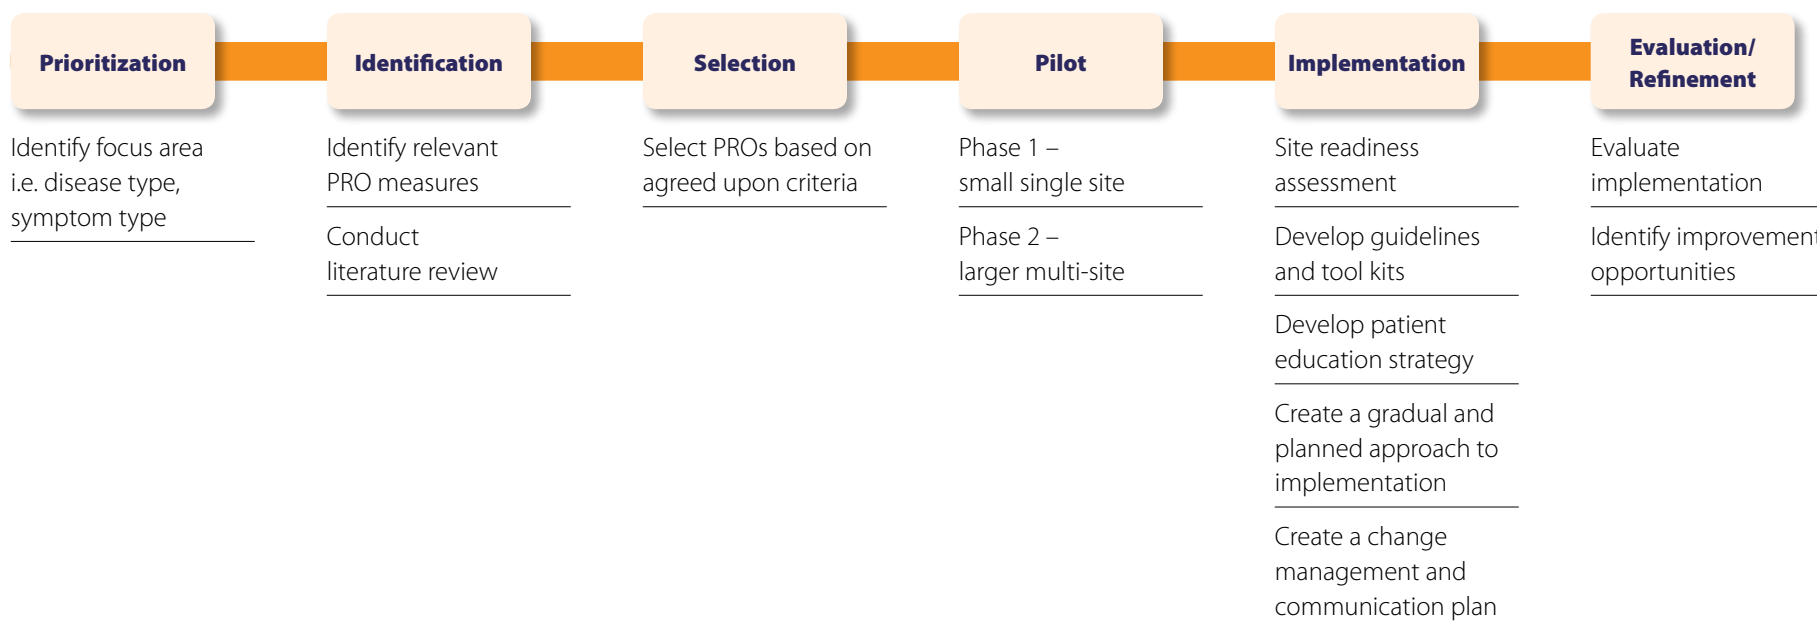 Prioritization
Identify focus area
i.e. disease type,
symptom type
Identification
Identify relevant
PRO measures
Conduct
literature review
Selection
Select PROs based on
agreed upon criteria
Pilot
Phase 1 –
small single site
Phase 2 –
larger multi-site
Implementation
Site readiness
assessment
Develop guidelines
and tool kits
Develop patient
education strategy
Create a gradual and
planned approach to
implementation
Create a change
management and
communication plan
Evaluation/
Refinement
Evaluate
implementation
Identify improvement
opportunities